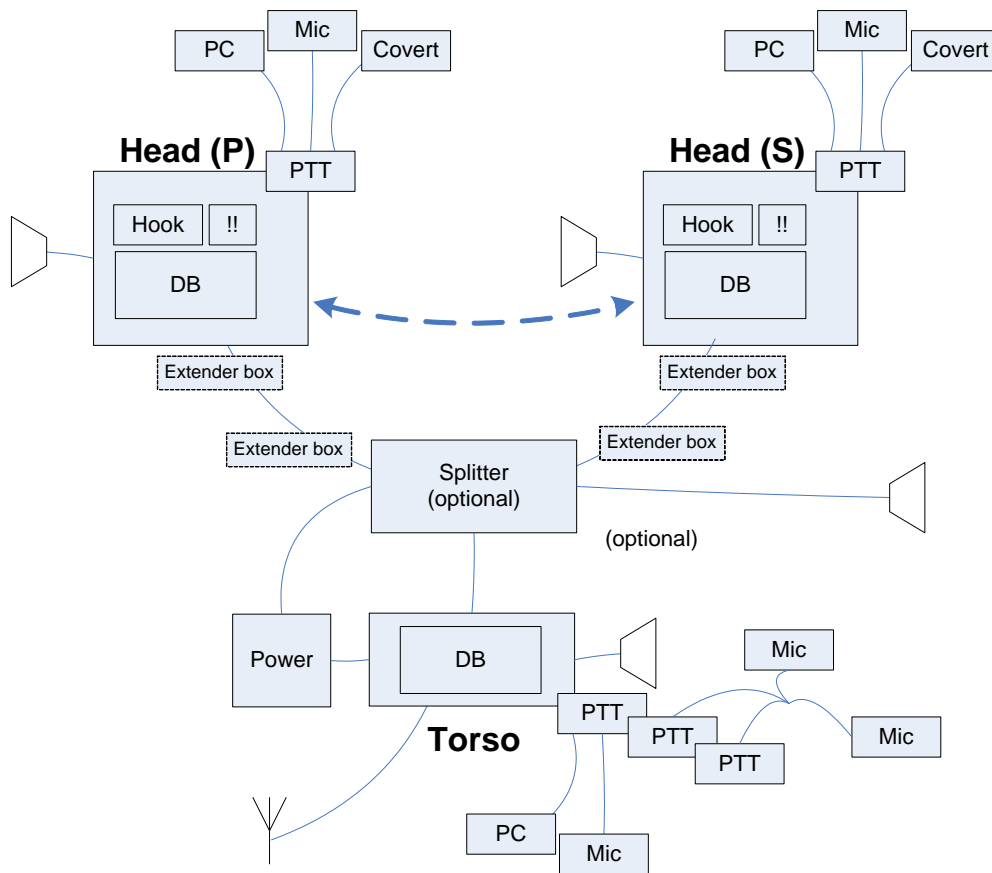 Mic
Mic
PC
Covert
PC
Covert
Head (P)
Head (S)
PTT
PTT
Hook
!!
Hook
!!
DB
DB
Extender box
Extender box
Extender box
Extender box
Splitter
(optional)
(optional)
Power
DB
Mic
PTT
Torso
PTT
Mic
PTT
PC
Mic